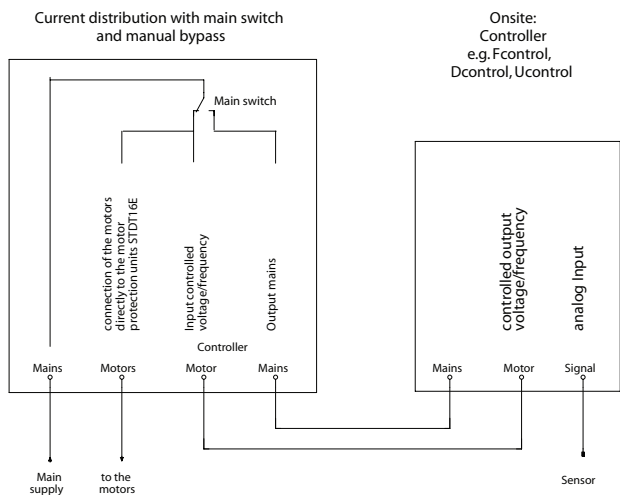 Current distribution with main switch
and manual bypass
Onsite:
Controller
e.g. Fcontrol,
Dcontrol, Ucontrol
Main switch
connection of the motors
directly to the motor
protection units STDT16E
Input controlled
voltage/frequency
Output mains
controlled output
voltage/frequency
analog Input
Controller
Mains
Motors
Motor
Mains
Mains
Motor
Signal
Main
supply
to the
motors
Sensor